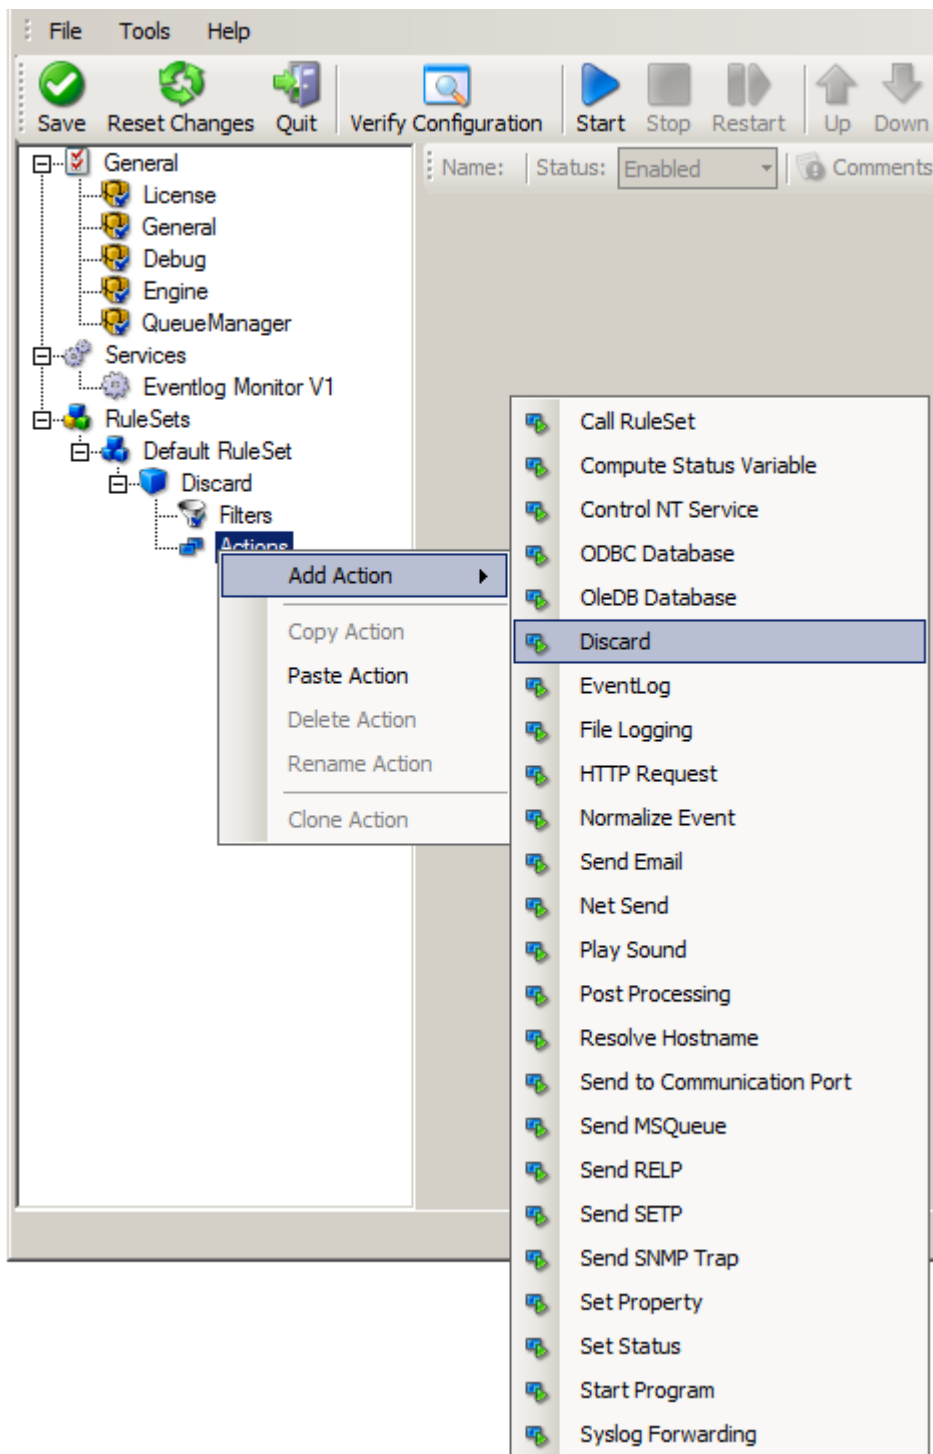 File Tools Help
Save Reset Changes Quit Verify Configuration Start Stop Restart Up Down
Name: Status: Enabled Comments
General
License
General
Debug
Engine
QueueManager
Services
Eventlog Monitor V1
RuleSets
Default RuleSet
Discard
Filters
Actions
Add Action
Copy Action
Paste Action
Delete Action
Rename Action
Clone Action
Call RuleSet
Compute Status Variable
Control NT Service
ODBC Database
OleDB Database
Discard
EventLog
File Logging
HTTP Request
Normalize Event
Send Email
Net Send
Play Sound
Post Processing
Resolve Hostname
Send to Communication Port
Send MSQueue
Send RELP
Send SETP
Send SNMP Trap
Set Property
Set Status
Start Program
Syslog Forwarding